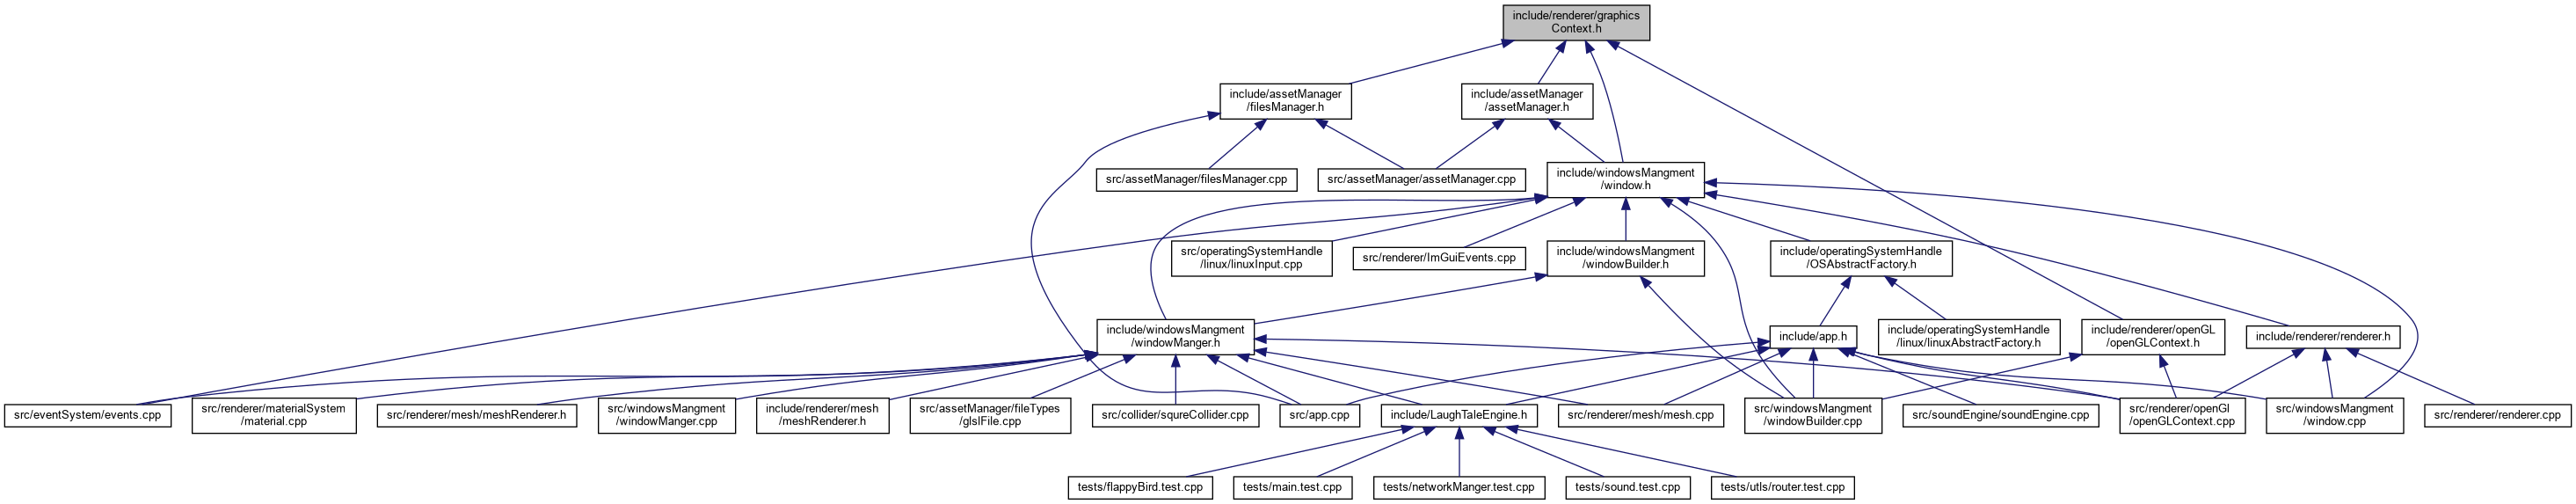 include/renderer/graphics
Context.h
include/assetManager
/filesManager.h
include/assetManager
/assetManager.h
src/assetManager/filesManager.cpp
src/assetManager/assetManager.cpp
include/windowsMangment
/window.h
src/operatingSystemHandle
/linux/linuxInput.cpp
src/renderer/ImGuiEvents.cpp
include/windowsMangment
/windowBuilder.h
include/operatingSystemHandle
/OSAbstractFactory.h
include/windowsMangment
/windowManger.h
include/app.h
include/operatingSystemHandle
/linux/linuxAbstractFactory.h
include/renderer/openGL
/openGLContext.h
include/renderer/renderer.h
src/eventSystem/events.cpp
src/renderer/materialSystem
/material.cpp
src/renderer/mesh/meshRenderer.h
src/windowsMangment
/windowManger.cpp
include/renderer/mesh
/meshRenderer.h
src/assetManager/fileTypes
/glslFile.cpp
src/collider/squreCollider.cpp
src/app.cpp
include/LaughTaleEngine.h
src/renderer/mesh/mesh.cpp
src/windowsMangment
/windowBuilder.cpp
src/soundEngine/soundEngine.cpp
src/renderer/openGl
/openGLContext.cpp
src/windowsMangment
/window.cpp
src/renderer/renderer.cpp
tests/flappyBird.test.cpp
tests/main.test.cpp
tests/networkManger.test.cpp
tests/sound.test.cpp
tests/utls/router.test.cpp